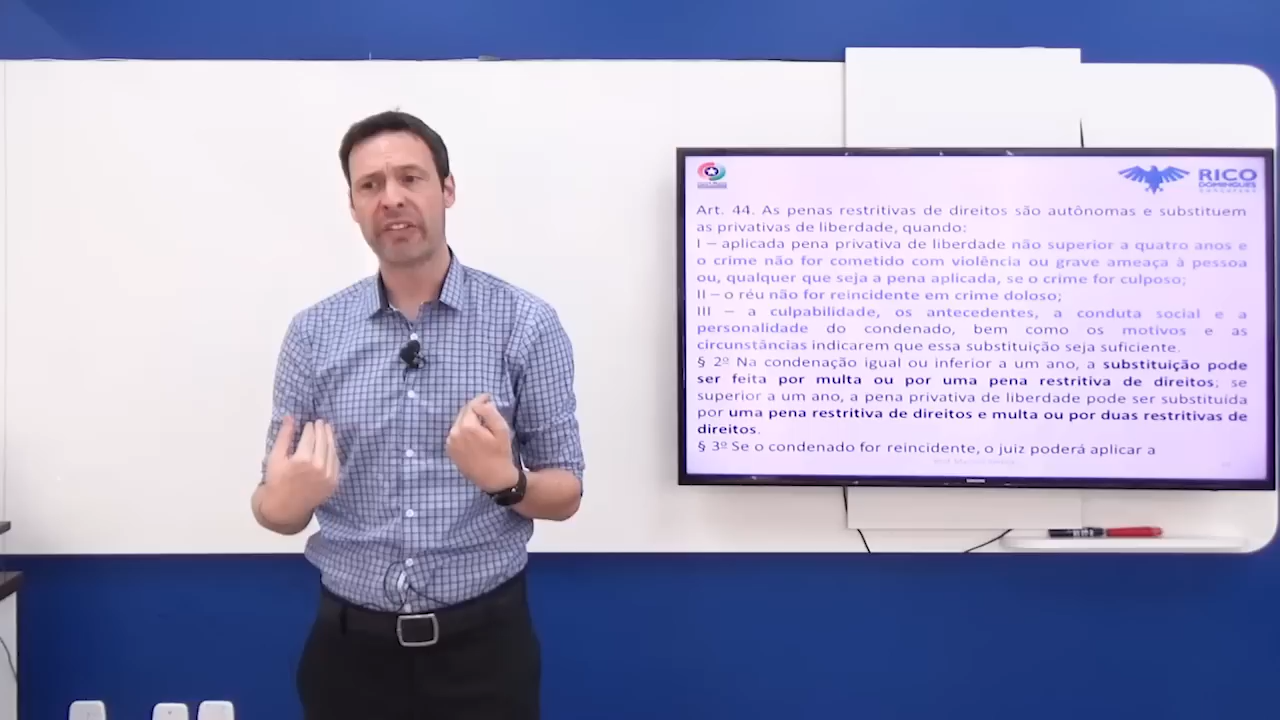 RICO
DOMINGUES
Art. 44. As penas restritivas de direitos são autônomas e substituem
as privativas de liberdade, quando:
I – aplicada pena privativa de liberdade não superior a quatro anos e
o crime não for cometido com violência ou grave ameaça à pessoa
ou, qualquer que seja a pena aplicada, se o crime for culposo;
II – o réu não for reincidente em crime doloso;
III – a culpabilidade, os antecedentes, a conduta social e a
personalidade do condenado, bem como os motivos e as
circunstâncias indicarem que essa substituição seja suficiente.
§ 2º Na condenação igual ou inferior a um ano, a substituição pode
ser feita por multa ou por uma pena restritiva de direitos; se
superior a um ano, a pena privativa de liberdade pode ser substituída
por uma pena restritiva de direitos e multa ou por duas restritivas de
direitos.
§ 3º Se o condenado for reincidente, o juiz poderá aplicar a